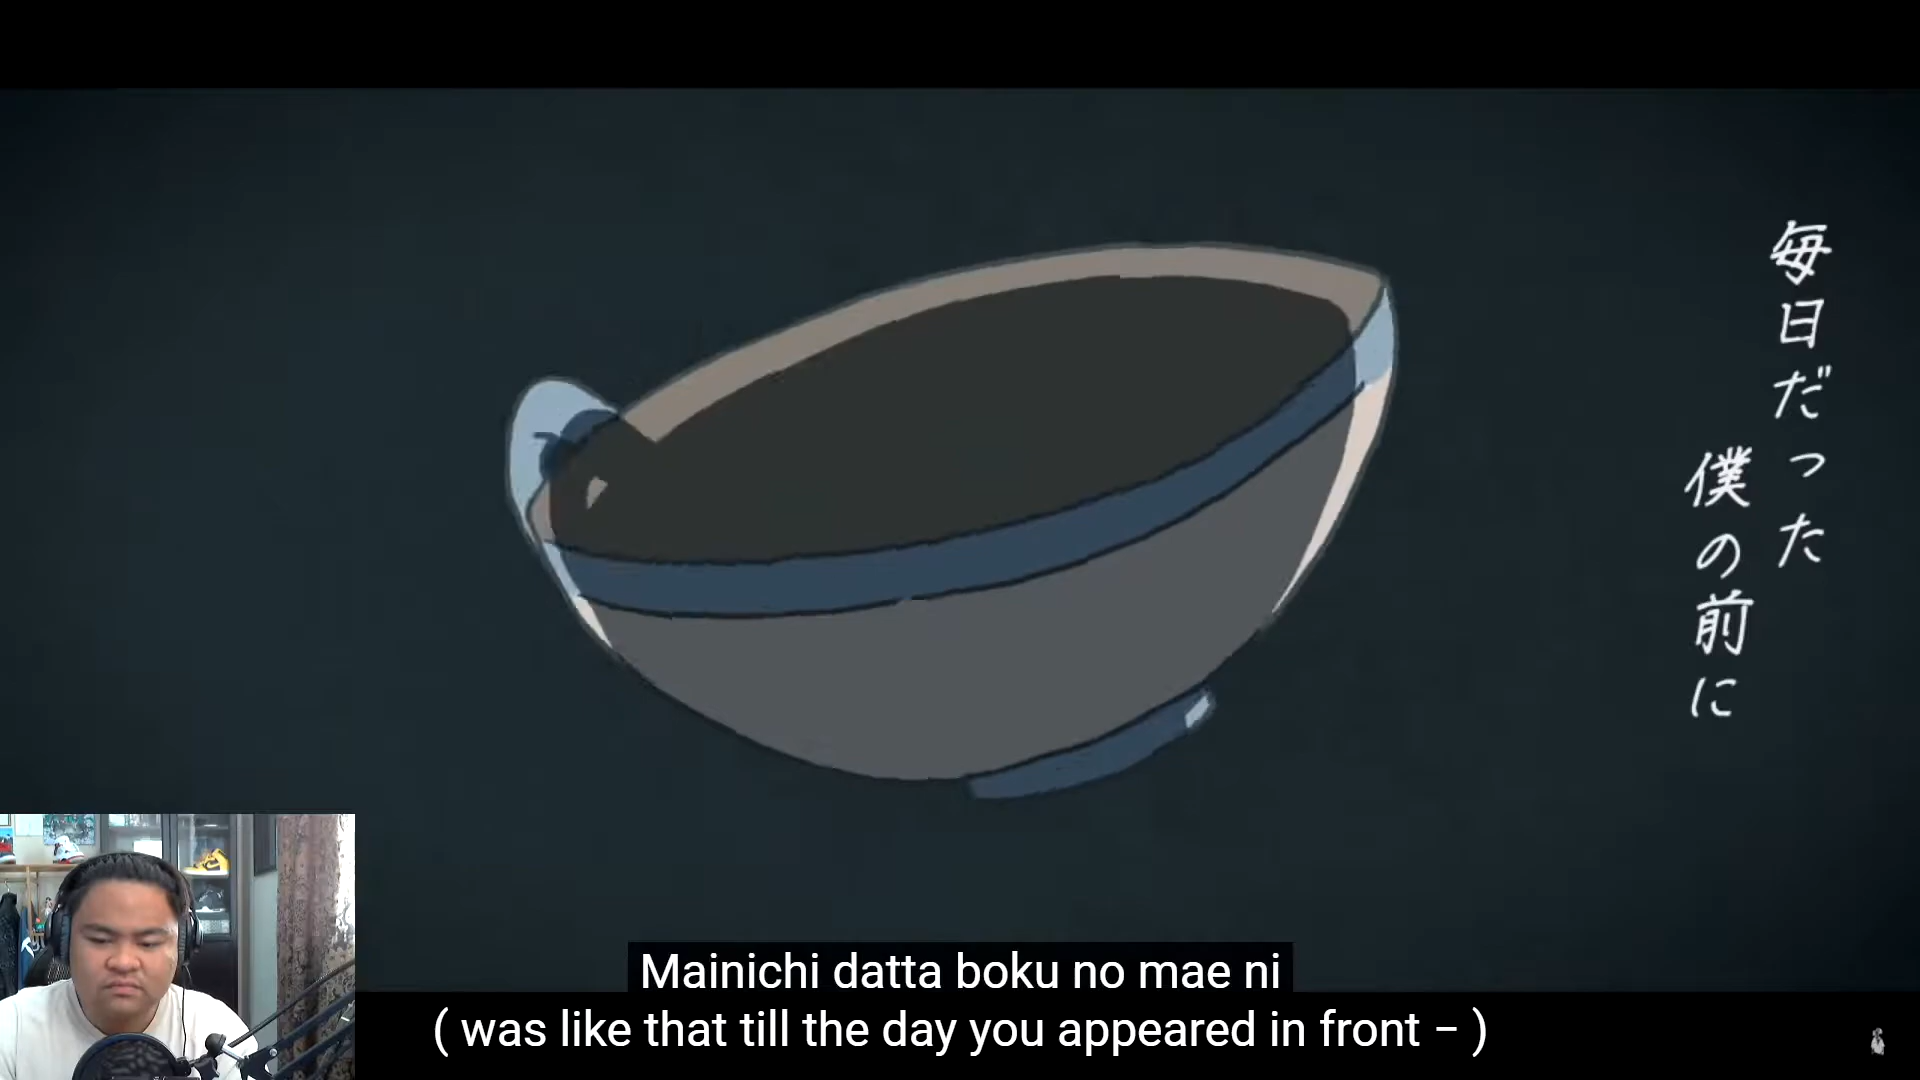 毎日だった
僕の前に
Mainichi datta boku no mae ni
( was like that till the day you appeared in front – )